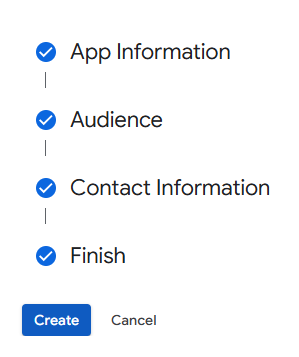 App Information
Audience
Contact Information
Finish
Create Cancel